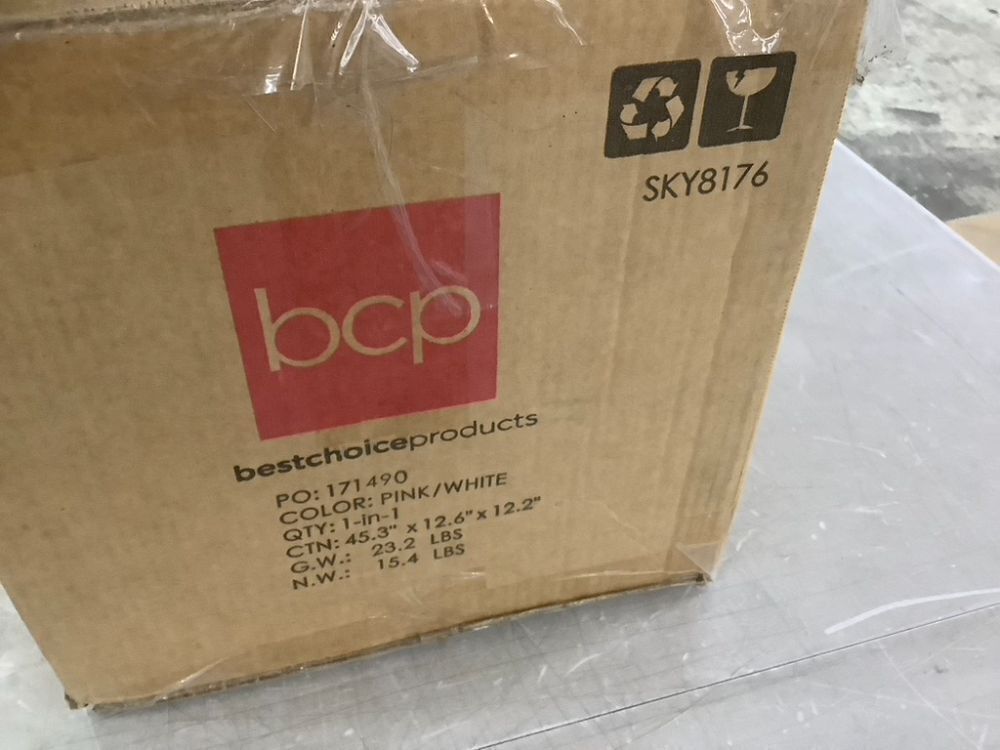 SKY8176
bcp
bestchoiceproducts
PO: 171490
COLOR: PINK/WHITE
QTY: 1-in-1
CTN: 45.3" x 12.6" x 12.2"
G.W.: 23.2 LBS
N.W.: 15.4 LBS